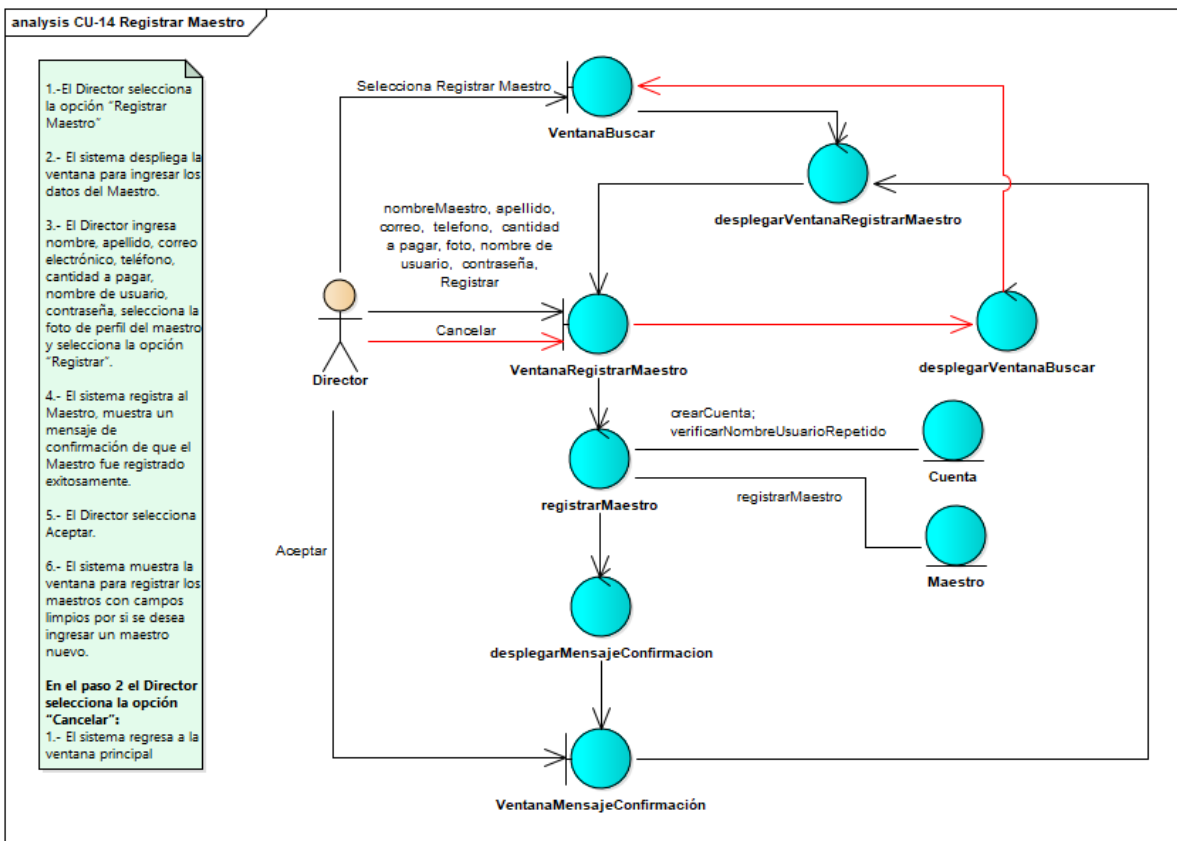 analysis CU-14 Registrar Maestro
1.-El Director selecciona
la opción “Registrar
Maestro”
2.- El sistema despliega la
ventana para ingresar los
datos del Maestro.
3.- El Director ingresa
nombre, apellido, correo
electrónico, teléfono,
cantidad a pagar,
nombre de usuario,
contraseña, selecciona la
foto de perfil del maestro
y selecciona la opción
“Registrar”.
4.- El sistema registra al
Maestro, muestra un
mensaje de
confirmación de que el
Maestro fue registrado
exitosamente.
5.- El Director selecciona
Aceptar.
6.- El sistema muestra la
ventana para registrar los
maestros con campos
limpios por si se desea
ingresar un maestro
nuevo.
En el paso 2 el Director
selecciona la opción
“Cancelar”:
1.- El sistema regresa a la
ventana principal
Selecciona Registrar Maestro
VentanaBuscar
desplegarVentanaRegistrarMaestro
nombreMaestro, apellido,
correo, telefono, cantidad
a pagar, foto, nombre de
usuario, contraseña,
Registrar
Cancelar
Director
VentanaRegistrarMaestro
desplegarVentanaBuscar
crearCuenta;
verificarNombreUsuarioRepetido
Cuenta
registrarMaestro
registrarMaestro
Maestro
Aceptar
desplegarMensajeConfirmacion
VentanaMensajeConfirmación